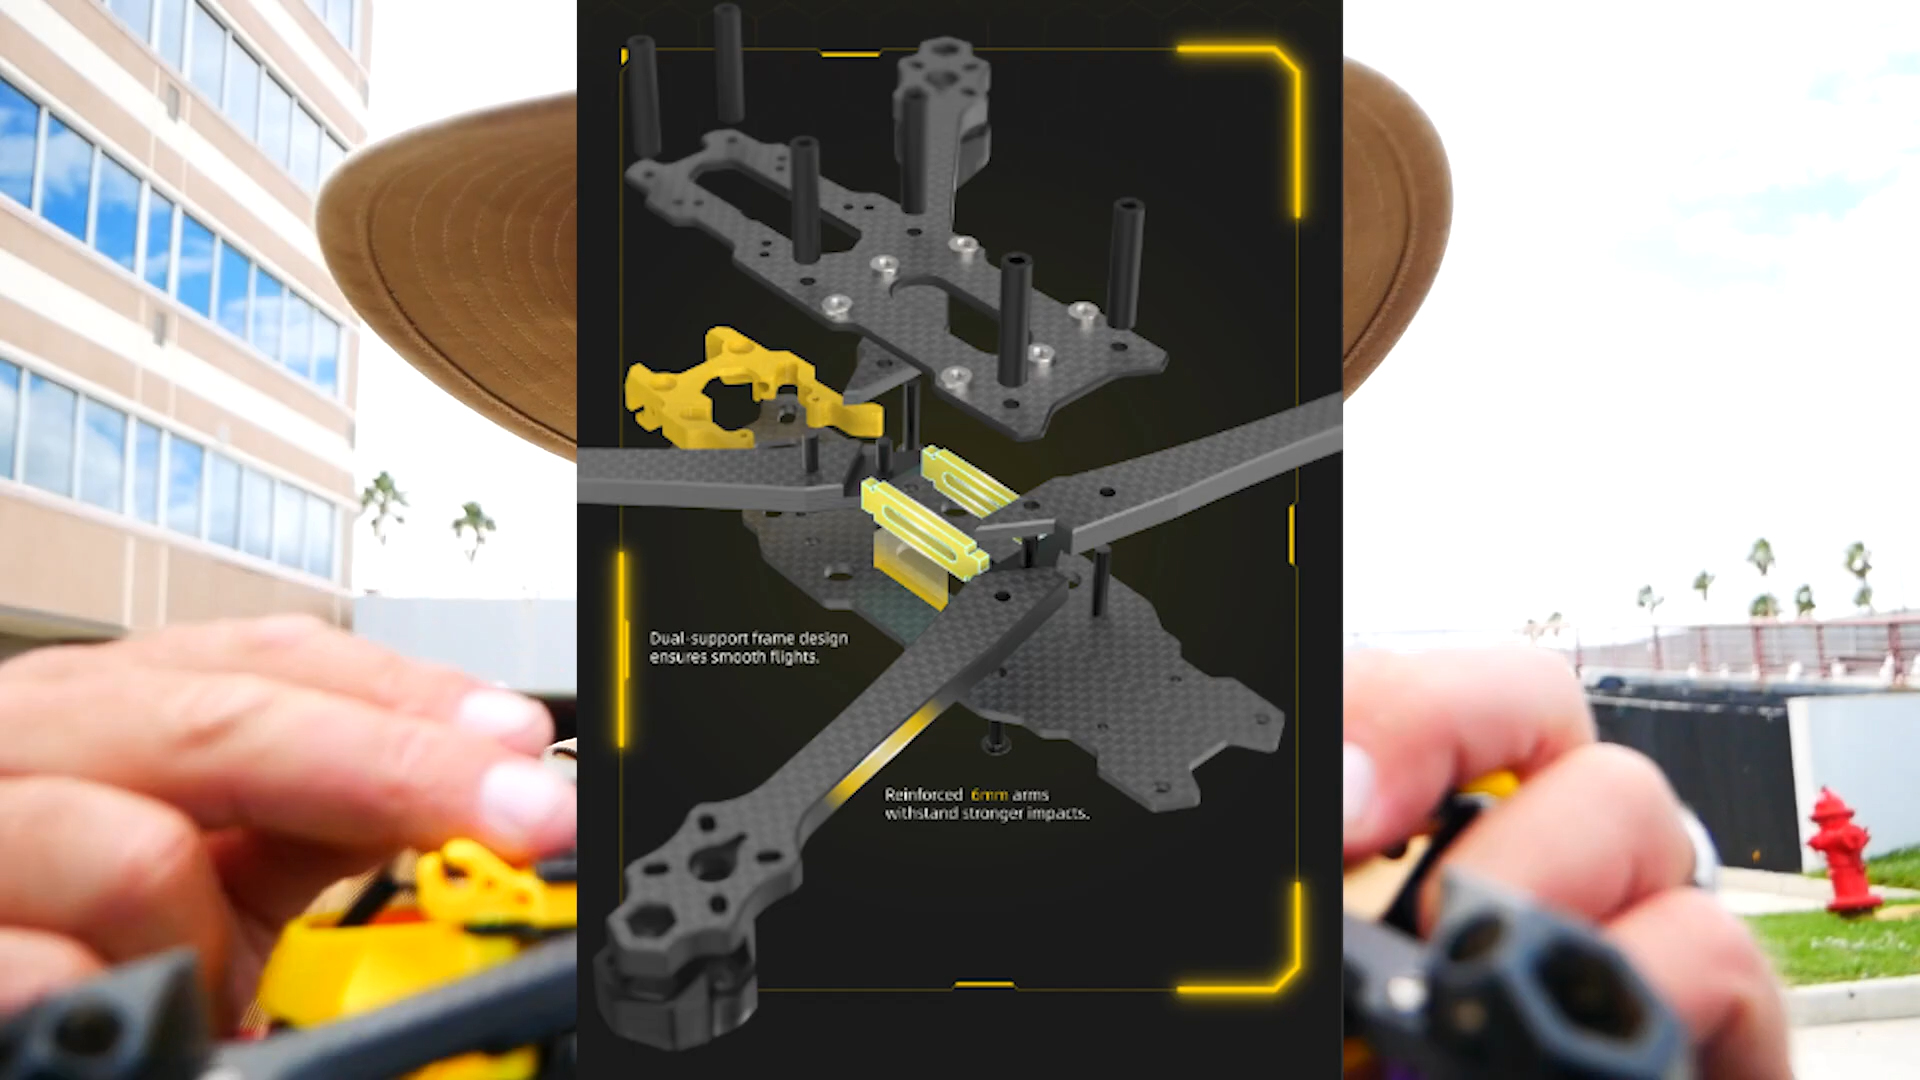 Dual-support frame design
ensures smooth flights.
Reinforced 6mm arms
withstand stronger impacts.